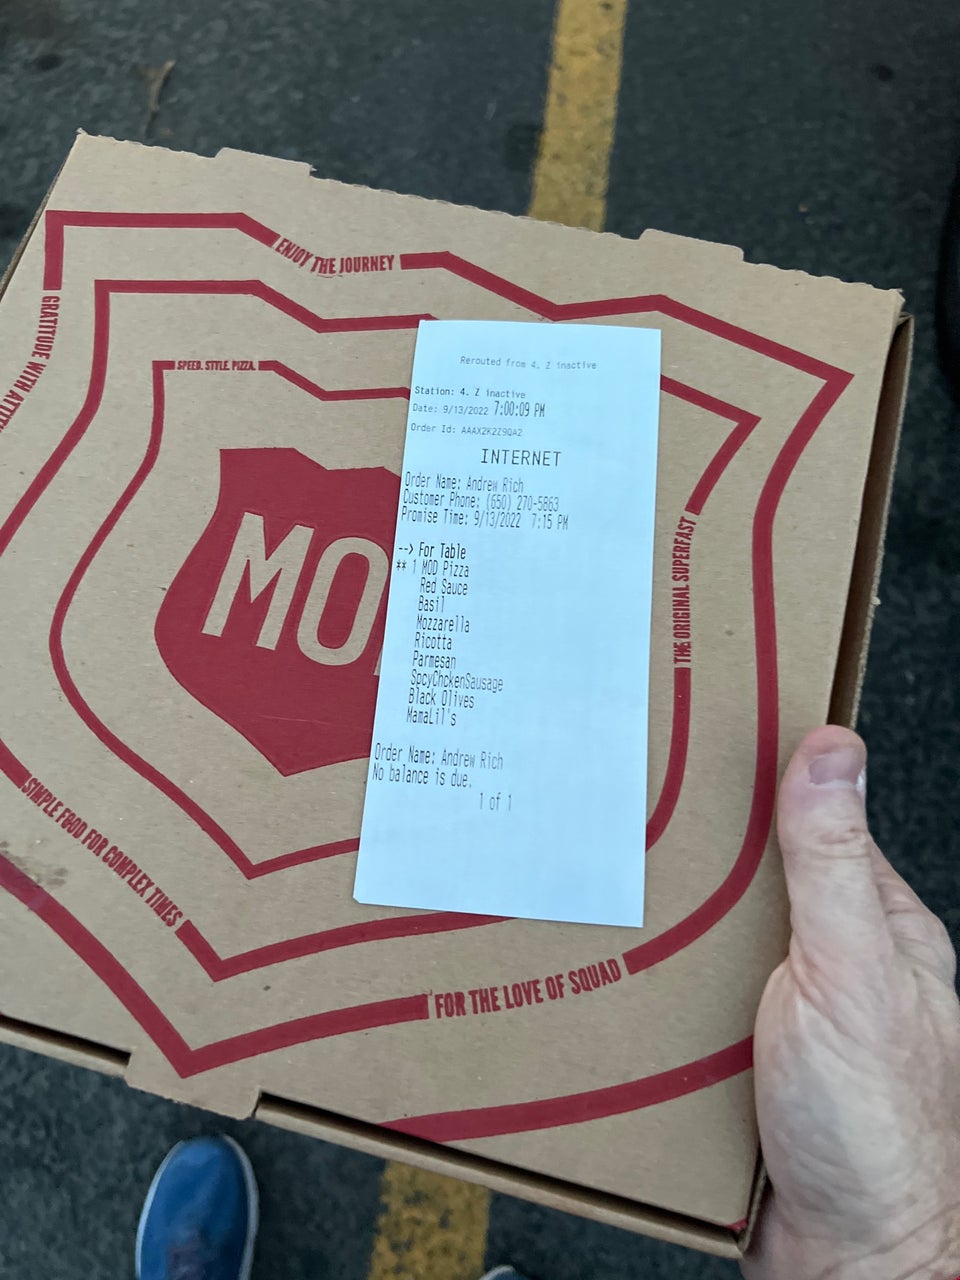 ENJOY THE JOURNEY
GRATITUDE WITH
SPEED. STYLE. PIZZA.
MO
THE ORIGINAL SUPERFAST
SIMPLE FOOD FOR COMPLEX TIMES
FOR THE LOVE OF SQUAD
Rerouted from 4. Z inactive
Station: 4. Z inactive
Date: 9/13/2022 7:00:09 PM
Order Id: AAAX2K2Z9QA2
INTERNET
Order Name: Andrew Rich
Customer Phone: (650) 270-5863
Promise Time: 9/13/2022 7:15 PM
--> For Table
** 1 MOD Pizza
Red Sauce
Basil
Mozzarella
Ricotta
Parmesan
SpcyChckenSausage
Black Olives
MamaLil's
Order Name: Andrew Rich
No balance is due.
1 of 1